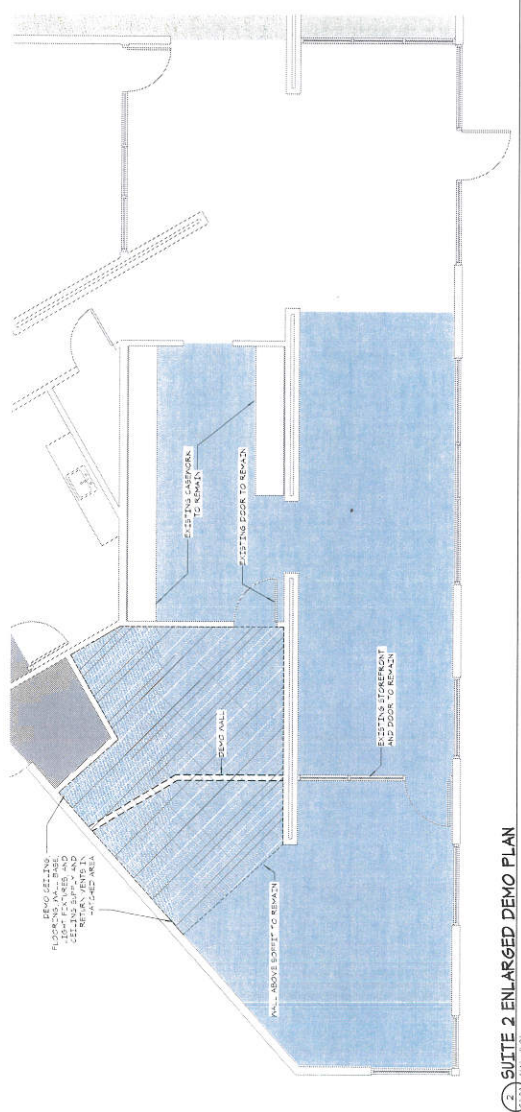 DEMO CEILING,
FLOORING, WALL BASE,
LIGHT FIXTURES, AND
CEILING SUPPLY AND
RETURN VENTS IN
HATCHED AREA
DEMO WALL
WALL ABOVE SOFFIT TO REMAIN
EXISTING CASEWORK
TO REMAIN
EXISTING DOOR TO REMAIN
EXISTING STOREFRONT
AND DOOR TO REMAIN
2
SUITE 2 ENLARGED DEMO PLAN